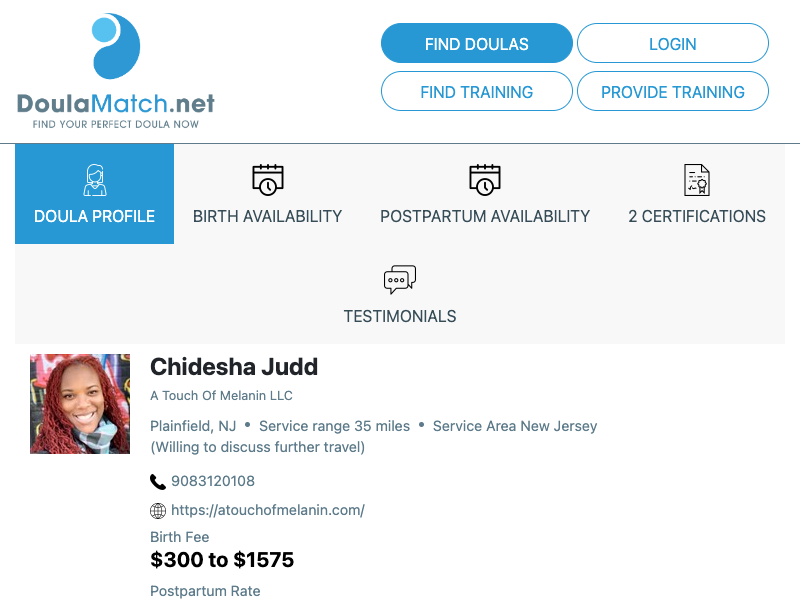 DoulaMatch.net
FIND YOUR PERFECT DOULA NOW
FIND DOULAS
LOGIN
FIND TRAINING
PROVIDE TRAINING
DOULA PROFILE
BIRTH AVAILABILITY
POSTPARTUM AVAILABILITY
2 CERTIFICATIONS
TESTIMONIALS
Chidesha Judd
A Touch Of Melanin LLC
Plainfield, NJ • Service range 35 miles • Service Area New Jersey
(Willing to discuss further travel)
9083120108
https://atouchofmelanin.com/
Birth Fee
$300 to $1575
Postpartum Rate